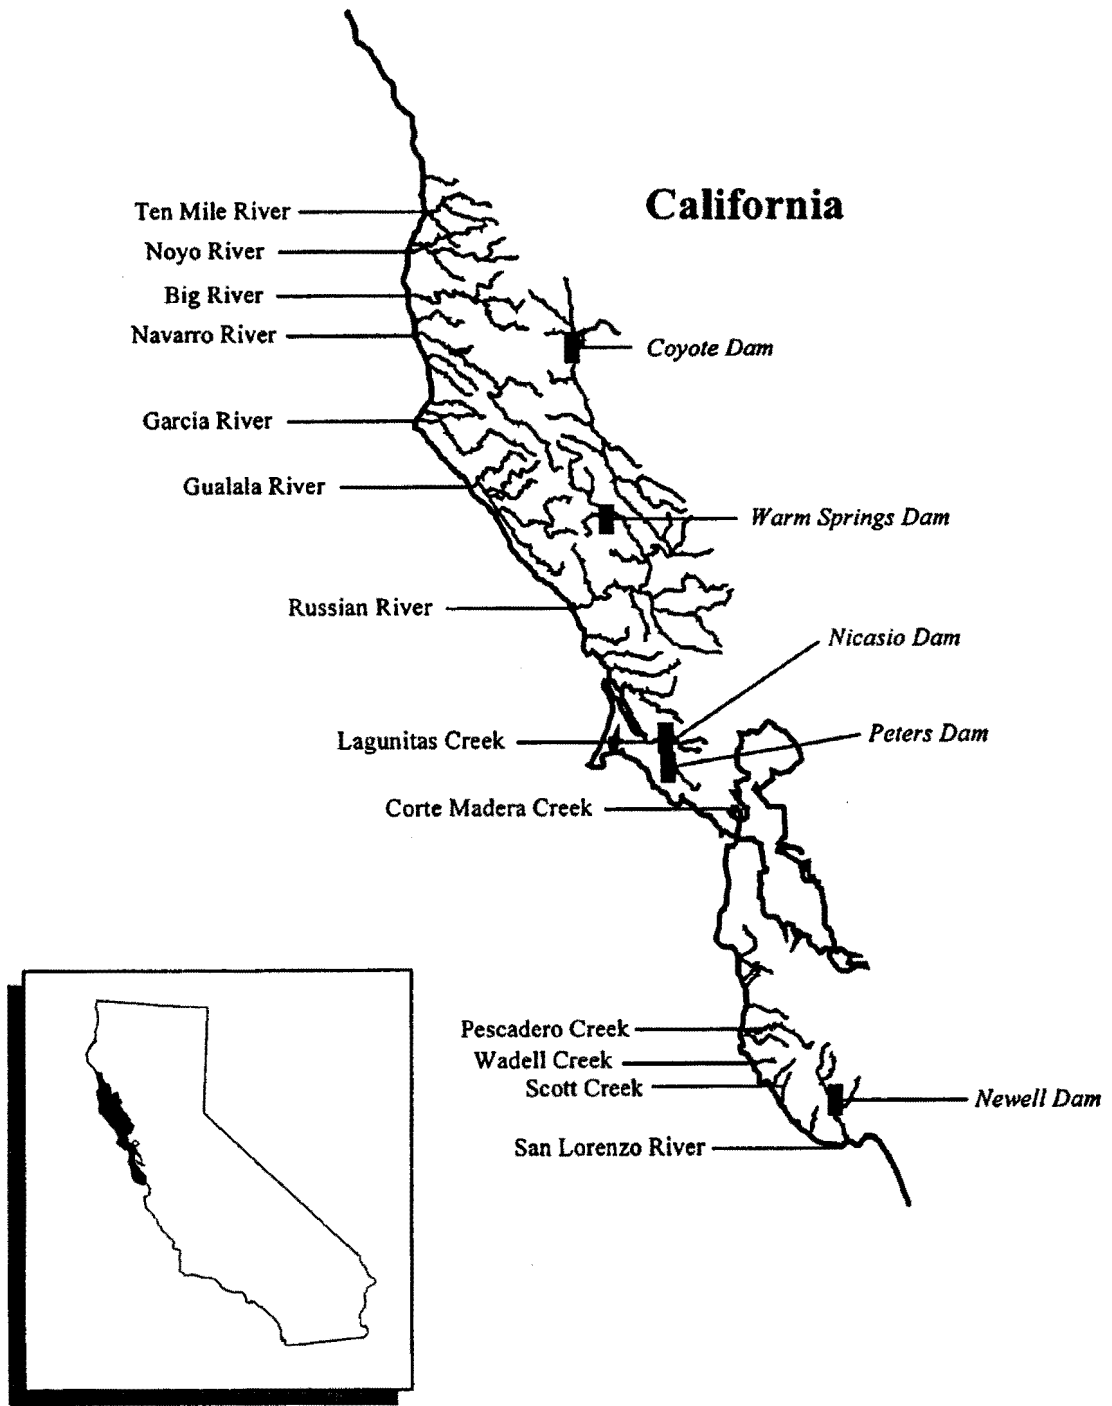 California
Ten Mile River
Noyo River
Big River
Navarro River
Coyote Dam
Garcia River
Gualala River
Warm Springs Dam
Russian River
Nicasio Dam
Lagunitas Creek
Peters Dam
Corte Madera Creek
Pescadero Creek
Wadell Creek
Scott Creek
Newell Dam
San Lorenzo River